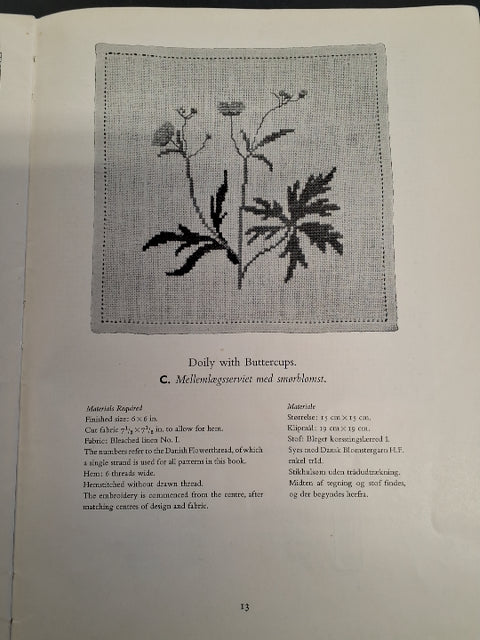 Doily with Buttercups.
C. Mellemlægsserviet med smørblomst.
Materials Required
Finished size: 6 × 6 in.
Cut fabric 7½ × 7½ in. to allow for hem.
Fabric: Bleached linen No. I.
The numbers refer to the Danish Flowerthread, of which
a single strand is used for all patterns in this book.
Hem: 6 threads wide.
Hemstitched without drawn thread.
The embroidery is commenced from the centre, after
matching centres of design and fabric.
Materiale
Størrelse: 15 cm × 15 cm.
Klipmål: 19 cm × 19 cm.
Stof: Bleget korsstingslærred I.
Syes med Dansk Blomstergarn H.F.
enkel tråd.
Stikhulsøm uden trådudtrækning.
Midten af tegning og stof findes,
og der begyndes herfra.
13